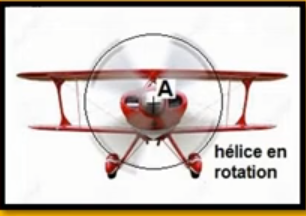 A
hélice en
rotation